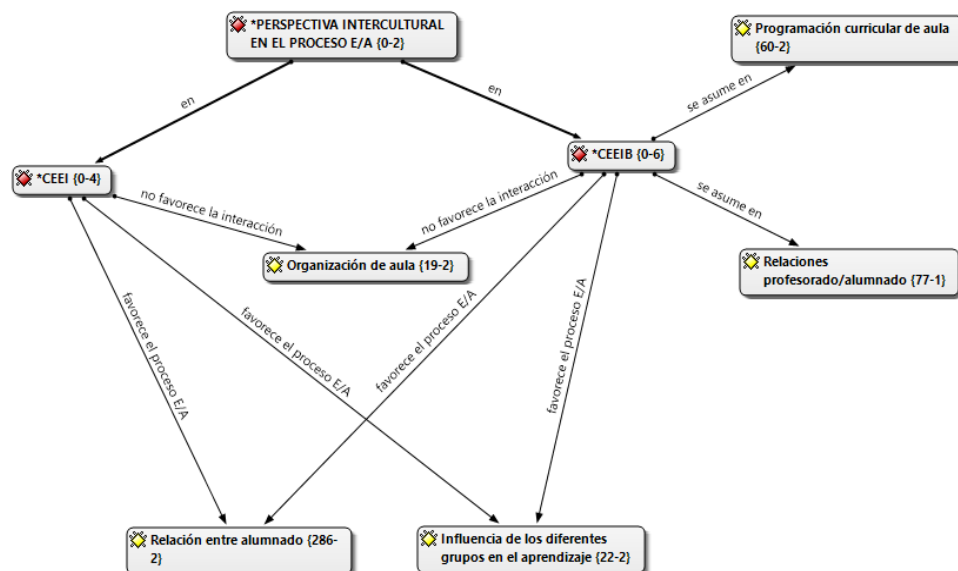 *PERSPECTIVA INTERCULTURAL
EN EL PROCESO E/A {0-2}
Programación curricular de aula
{60-2}
en
en
se asume en
*CEEI {0-4}
*CEEIB {0-6}
no favorece la interacción
no favorece la interacción
se asume en
Organización de aula {19-2}
Relaciones
profesorado/alumnado {77-1}
favorece el proceso E/A
favorece el proceso E/A
favorece el proceso E/A
favorece el proceso E/A
Relación entre alumnado {286-
2}
Influencia de los diferentes
grupos en el aprendizaje {22-2}